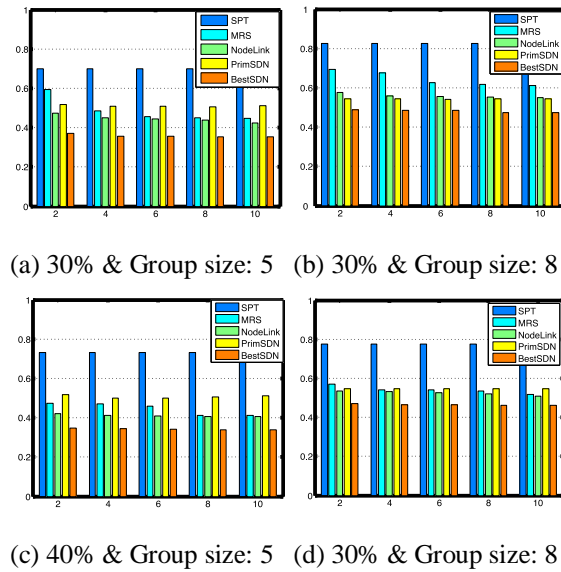 1
0.8
0.6
0.4
0.2
0
2 4 6 8 10
SPT
MRS
NodeLink
PrimSDN
BestSDN
1
0.8
0.6
0.4
0.2
0
2 4 6 8 10
SPT
MRS
NodeLink
PrimSDN
BestSDN
(a) 30% & Group size: 5 (b) 30% & Group size: 8
1
0.8
0.6
0.4
0.2
0
2 4 6 8 10
SPT
MRS
NodeLink
PrimSDN
BestSDN
1
0.8
0.6
0.4
0.2
0
2 4 6 8 10
SPT
MRS
NodeLink
PrimSDN
BestSDN
(c) 40% & Group size: 5 (d) 30% & Group size: 8